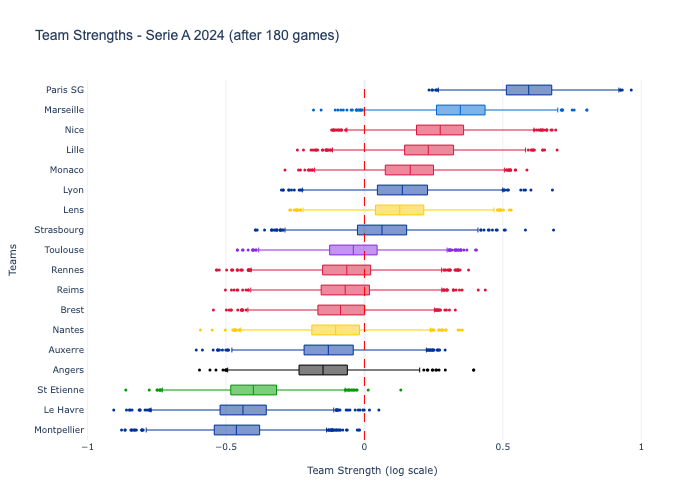 Team Strengths - Serie A 2024 (after 180 games)
Paris SG
Marseille
Nice
Lille
Monaco
Lyon
Lens
Strasbourg
Toulouse
Rennes
Reims
Brest
Nantes
Auxerre
Angers
St Etienne
Le Havre
Montpellier
Teams
−1 −0.5 0 0.5 1
Team Strength (log scale)